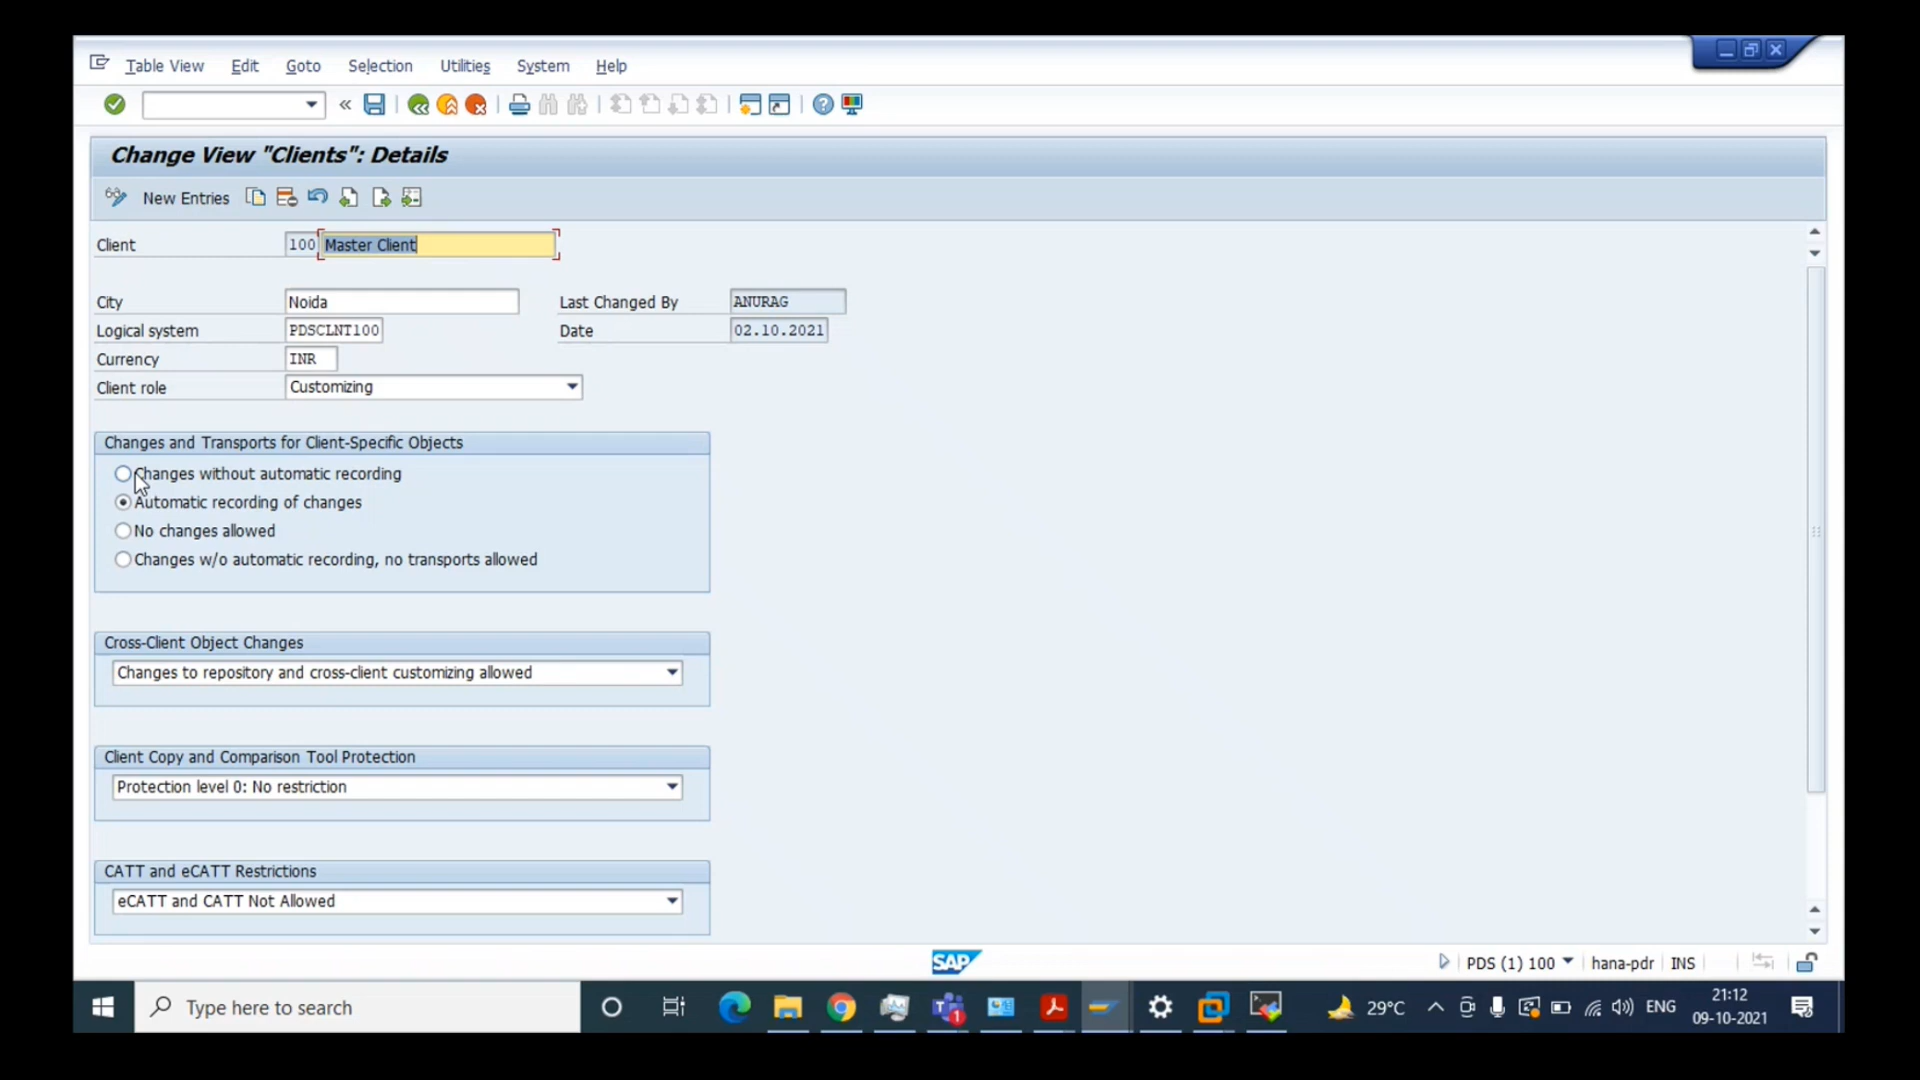 Table View Edit Goto Selection Utilities System Help
Change View "Clients": Details
New Entries
Client 100 Master Client
City Noida Last Changed By ANURAG
Logical system PDSCLNT100 Date 02.10.2021
Currency INR
Client role Customizing
Changes and Transports for Client-Specific Objects
Changes without automatic recording
Automatic recording of changes
No changes allowed
Changes w/o automatic recording, no transports allowed
Cross-Client Object Changes
Changes to repository and cross-client customizing allowed
Client Copy and Comparison Tool Protection
Protection level 0: No restriction
CATT and eCATT Restrictions
eCATT and CATT Not Allowed
SAP PDS (1) 100 hana-pdr INS
Type here to search 1 29°C ENG 21:12
09-10-2021